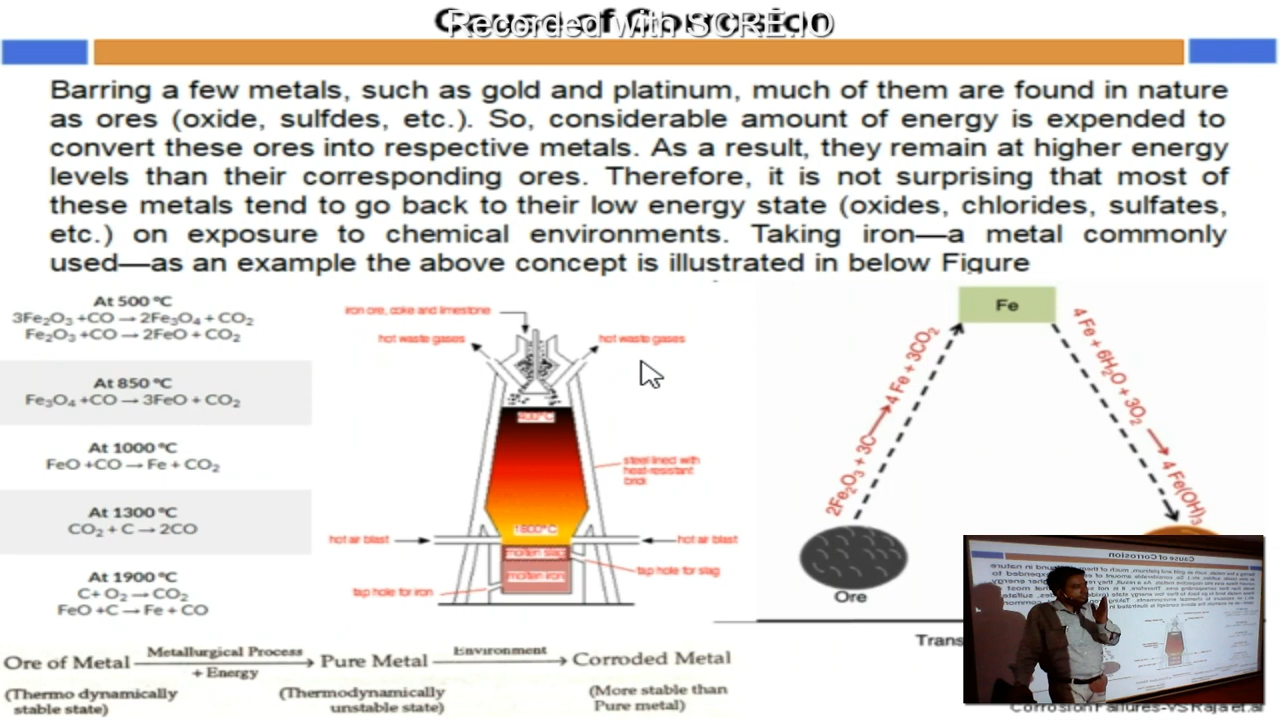 Cause of Corrosion
Recorded with SCRE.IO
Barring a few metals, such as gold and platinum, much of them are found in nature
as ores (oxide, sulfdes, etc.). So, considerable amount of energy is expended to
convert these ores into respective metals. As a result, they remain at higher energy
levels than their corresponding ores. Therefore, it is not surprising that most of
these metals tend to go back to their low energy state (oxides, chlorides, sulfates,
etc.) on exposure to chemical environments. Taking iron—a metal commonly
used—as an example the above concept is illustrated in below Figure
At 500 °C
3Fe₂O₃ +CO → 2Fe₃O₄ + CO₂
Fe₂O₃ +CO → 2FeO + CO₂
At 850 °C
Fe₃O₄ +CO → 3FeO + CO₂
At 1000 °C
FeO +CO → Fe + CO₂
At 1300 °C
CO₂ + C → 2CO
At 1900 °C
C+ O₂ → CO₂
FeO +C → Fe + CO
iron ore, coke and limestone
hot waste gases
hot waste gases
steel lined with
heat-resistant
brick
hot air blast
hot air blast
molten slag
molten iron
tap hole for slag
tap hole for iron
Fe
2Fe₂O₃ + 3C → 4 Fe + 3CO₂
4 Fe + 6H₂O + 3O₂ → 4 Fe(OH)₃
Ore
Ore of Metal Metallurgical Process + Energy → Pure Metal Environment → Corroded Metal
(Thermo dynamically
stable state)
(Thermodynamically
unstable state)
(More stable than
Pure metal)